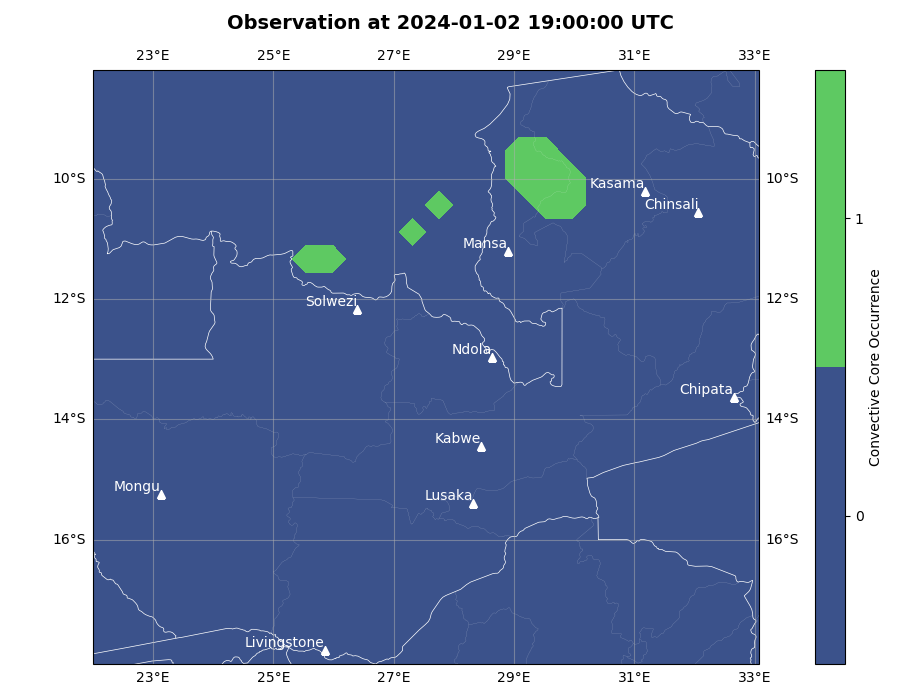 Observation at 2024-01-02 19:00:00 UTC
23°E 25°E 27°E 29°E 31°E 33°E
10°S 10°S
12°S 12°S
14°S 14°S
16°S 16°S
Kasama
Chinsali
Mansa
Solwezi
Ndola
Chipata
Kabwe
Mongu
Lusaka
Livingstone
23°E 25°E 27°E 29°E 31°E 33°E
1
0
Convective Core Occurrence